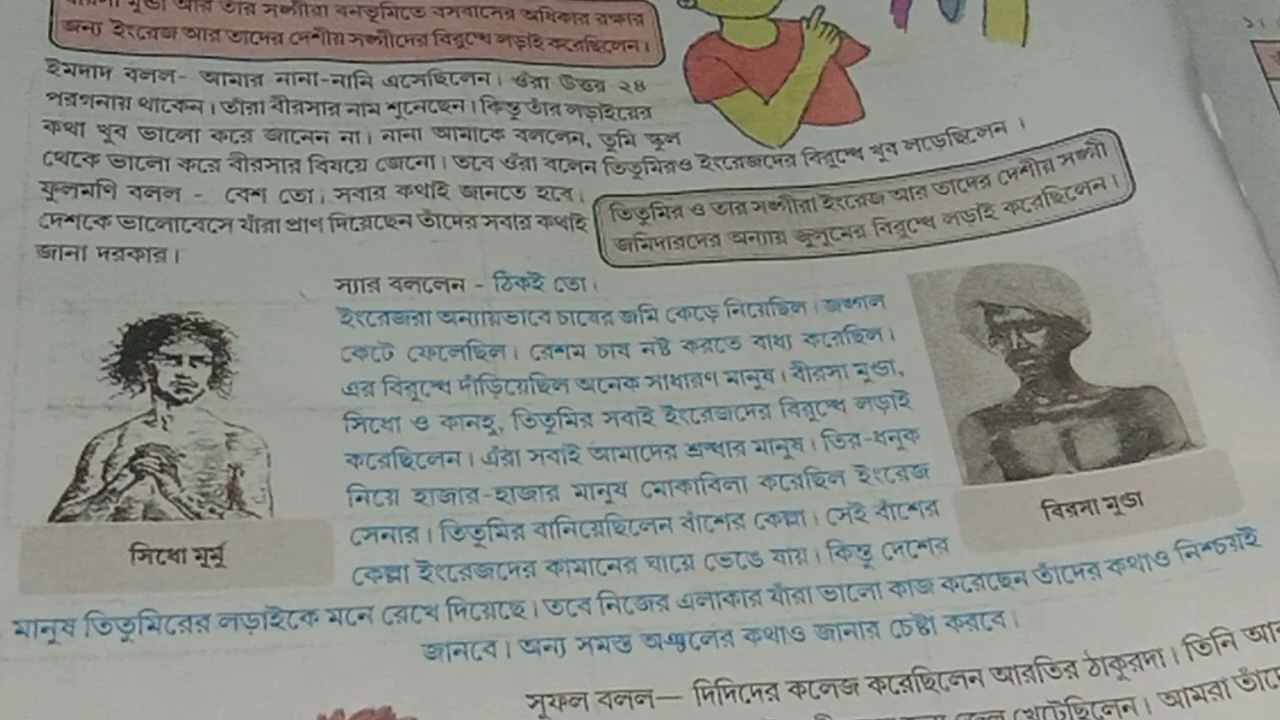 বীরসা মুন্ডা আর তার সঙ্গীরা বনভূমিতে বসবাসের অধিকার রক্ষার
জন্য ইংরেজ আর তাদের দেশীয় সঙ্গীদের বিরুদ্ধে লড়াই করেছিলেন।
ইমদাদ বলল- আমার নানা-নানি এসেছিলেন। ওঁরা উত্তর ২৪
পরগনায় থাকেন। তাঁরা বীরসার নাম শুনেছেন। কিন্তু তাঁর লড়াইয়ের
কথা খুব ভালো করে জানেন না। নানা আমাকে বললেন, তুমি স্কুল
থেকে ভালো করে বীরসার বিষয়ে জেনো। তবে ওঁরা বলেন তিতুমিরও ইংরেজদের বিরুদ্ধে খুব লড়েছিলেন।
ফুলমণি বলল - বেশ তো। সবার কথাই জানতে হবে।
দেশকে ভালোবেসে যাঁরা প্রাণ দিয়েছেন তাঁদের সবার কথাই
জানা দরকার।
তিতুমির ও তার সঙ্গীরা ইংরেজ আর তাদের দেশীয় সঙ্গী
জমিদারদের অন্যায় জুলুমের বিরুদ্ধে লড়াই করেছিলেন।
স্যার বললেন - ঠিকই তো।
ইংরেজরা অন্যায়ভাবে চাষের জমি কেড়ে নিয়েছিল। জঙ্গল
কেটে ফেলেছিল। রেশম চাষ নষ্ট করতে বাধ্য করেছিল।
এর বিরুদ্ধে দাঁড়িয়েছিল অনেক সাধারণ মানুষ। বীরসা মুন্ডা,
সিধো ও কানহু, তিতুমির সবাই ইংরেজদের বিরুদ্ধে লড়াই
করেছিলেন। এঁরা সবাই আমাদের শ্রদ্ধার মানুষ। তির-ধনুক
নিয়ে হাজার-হাজার মানুষ মোকাবিলা করেছিল ইংরেজ
সেনার। তিতুমির বানিয়েছিলেন বাঁশের কেল্লা। সেই বাঁশের
কেল্লা ইংরেজদের কামানের ঘায়ে ভেঙে যায়। কিন্তু দেশের
মানুষ তিতুমিরের লড়াইকে মনে রেখে দিয়েছে। তবে নিজের এলাকার যাঁরা ভালো কাজ করেছেন তাঁদের কথাও নিশ্চয়ই
জানবে। অন্য সমস্ত অঞ্চলের কথাও জানার চেষ্টা করবে।
সিধো মুর্মু
বিরসা মুন্ডা
সুফল বলল— দিদিদের কলেজ করেছিলেন আরতির ঠাকুরদা। তিনি
খেটেছিলেন। আমরা